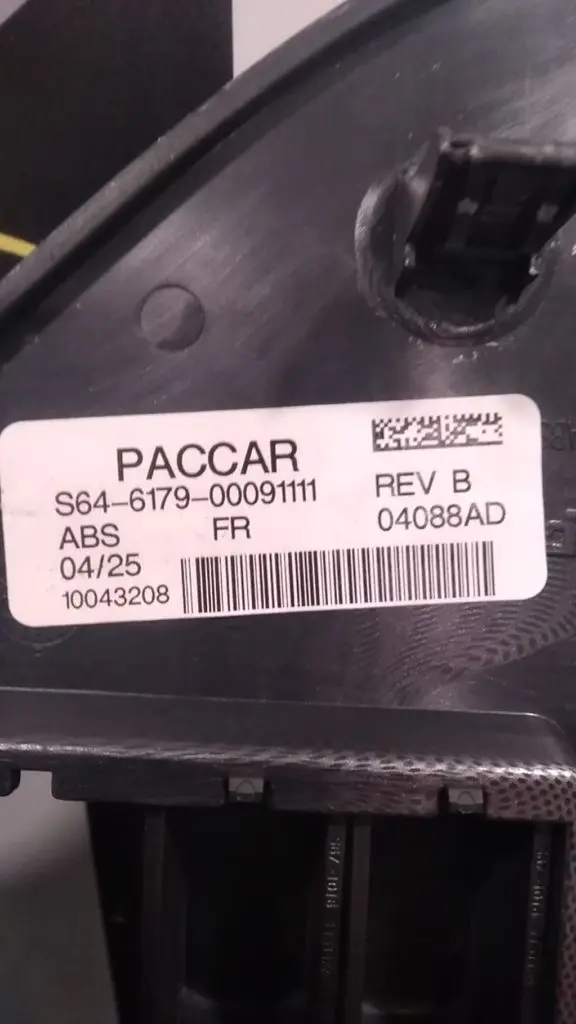 PACCAR
S64-6179-00091111
REV B
ABS
FR
04088AD
04/25
10043208